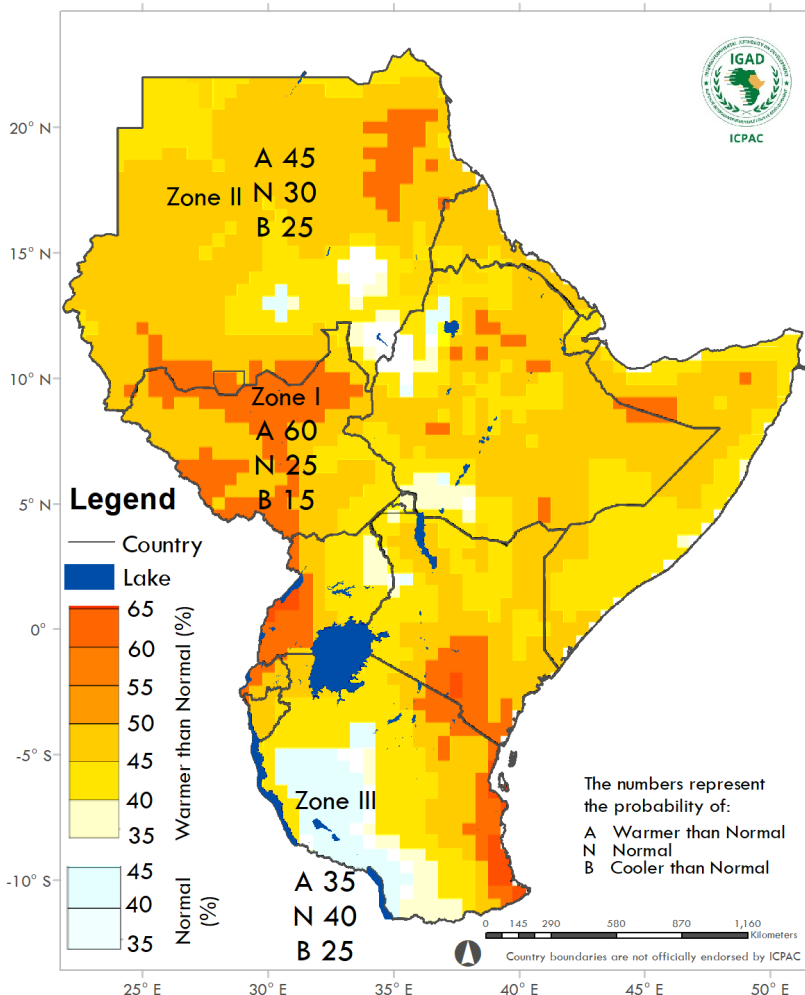 IGAD
ICPAC
20° N
15° N
10° N
5° N
0°
-5° S
-10° S
A 45
Zone II N 30
B 25
Zone I
A 60
N 25
B 15
Legend
Country
Lake
65
60
55
50
45
40
35
Warmer than Normal (%)
45
40
35
Normal
(%)
Zone III
A 35
N 40
B 25
The numbers represent
the probability of:
A Warmer than Normal
N Normal
B Cooler than Normal
0 145 290 580 870 1,160
Kilometers
Country boundaries are not officially endorsed by ICPAC
25° E 30° E 35° E 40° E 45° E 50° E